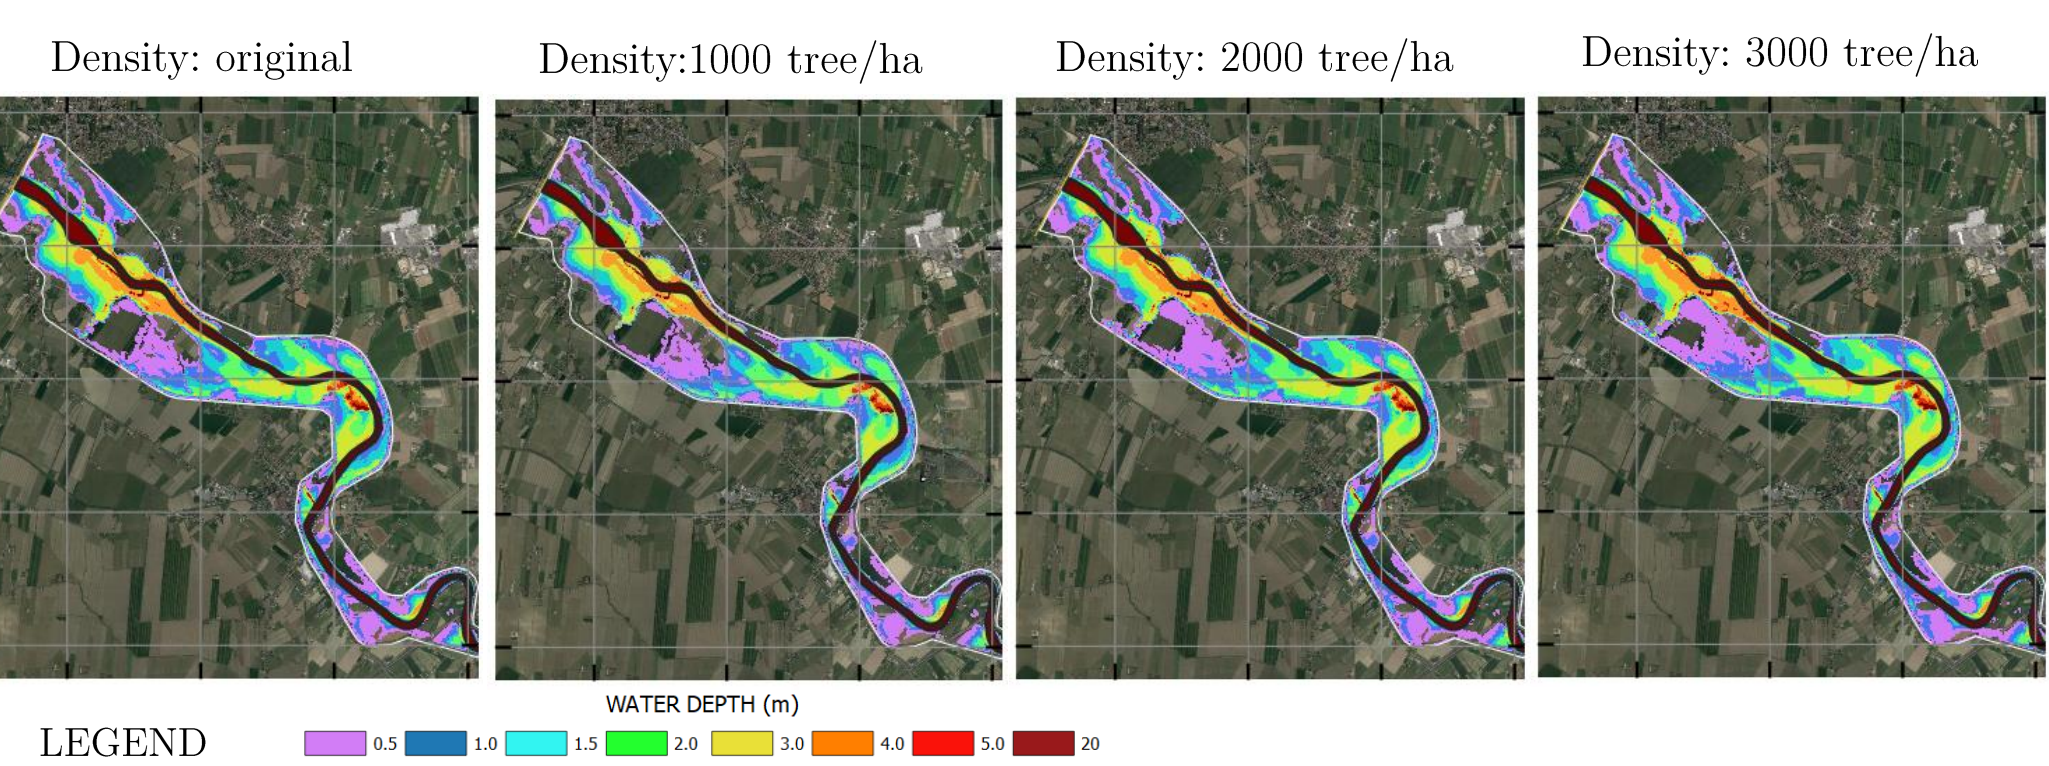 Density: original
Density:1000 tree/ha
Density: 2000 tree/ha
Density: 3000 tree/ha
WATER DEPTH (m)
LEGEND
0.5
1.0
1.5
2.0
3.0
4.0
5.0
20